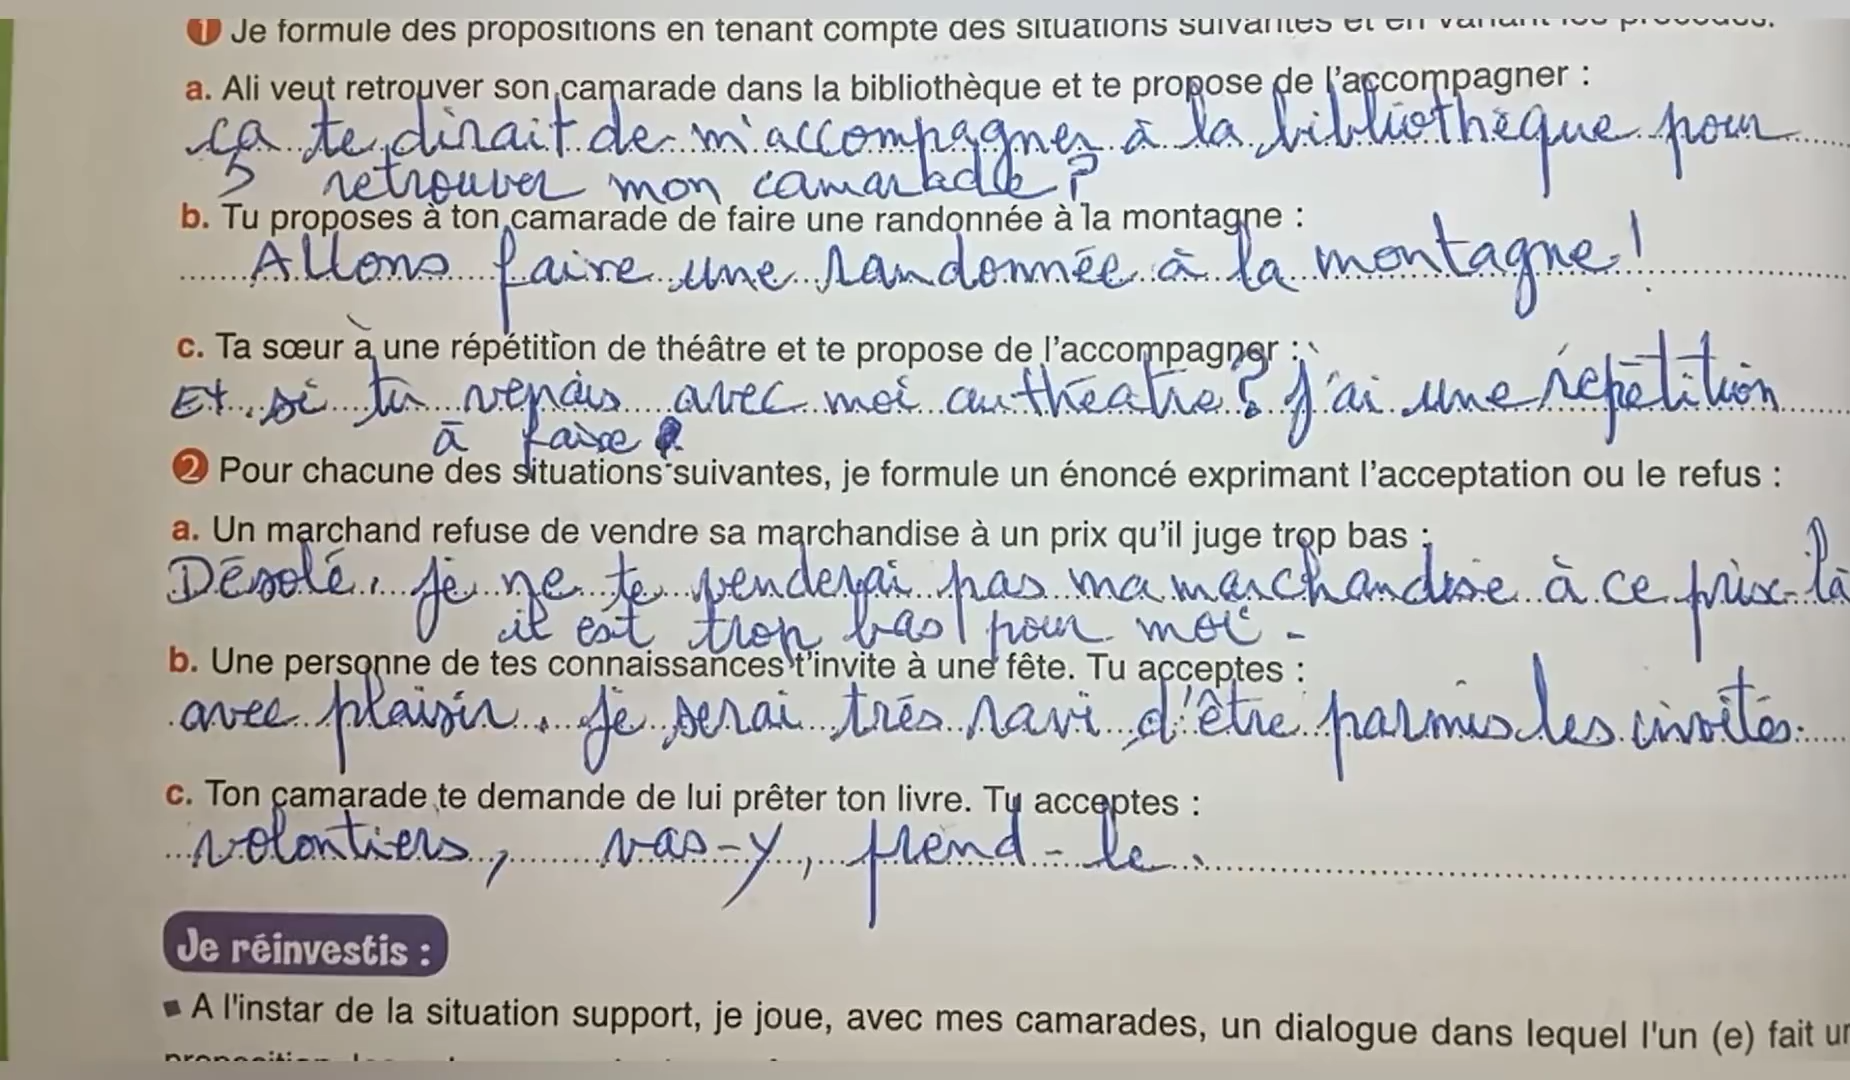 1 Je formule des propositions en tenant compte des situations suivantes et en variant les procédés.
a. Ali veut retrouver son camarade dans la bibliothèque et te propose de l'accompagner :
ça te dirait de m'accompagner à la bibliothèque pour
retrouver mon camarade ?
b. Tu proposes à ton camarade de faire une randonnée à la montagne :
Allons faire une randonnée à la montagne !
c. Ta sœur à une répétition de théâtre et te propose de l'accompagner :
Et si tu venais avec moi au théâtre ? J'ai une répétition
à faire.
2 Pour chacune des situations suivantes, je formule un énoncé exprimant l'acceptation ou le refus :
a. Un marchand refuse de vendre sa marchandise à un prix qu'il juge trop bas :
Désolé, je ne te venderai pas ma marchandise à ce prix-là
il est trop bas pour moi.
b. Une personne de tes connaissances t'invite à une fête. Tu acceptes :
avec plaisir, je serai très ravi d'être parmis les invités.
c. Ton camarade te demande de lui prêter ton livre. Tu acceptes :
volontiers, vas-y, prend-le.
Je réinvestis :
A l'instar de la situation support, je joue, avec mes camarades, un dialogue dans lequel l'un (e) fait un